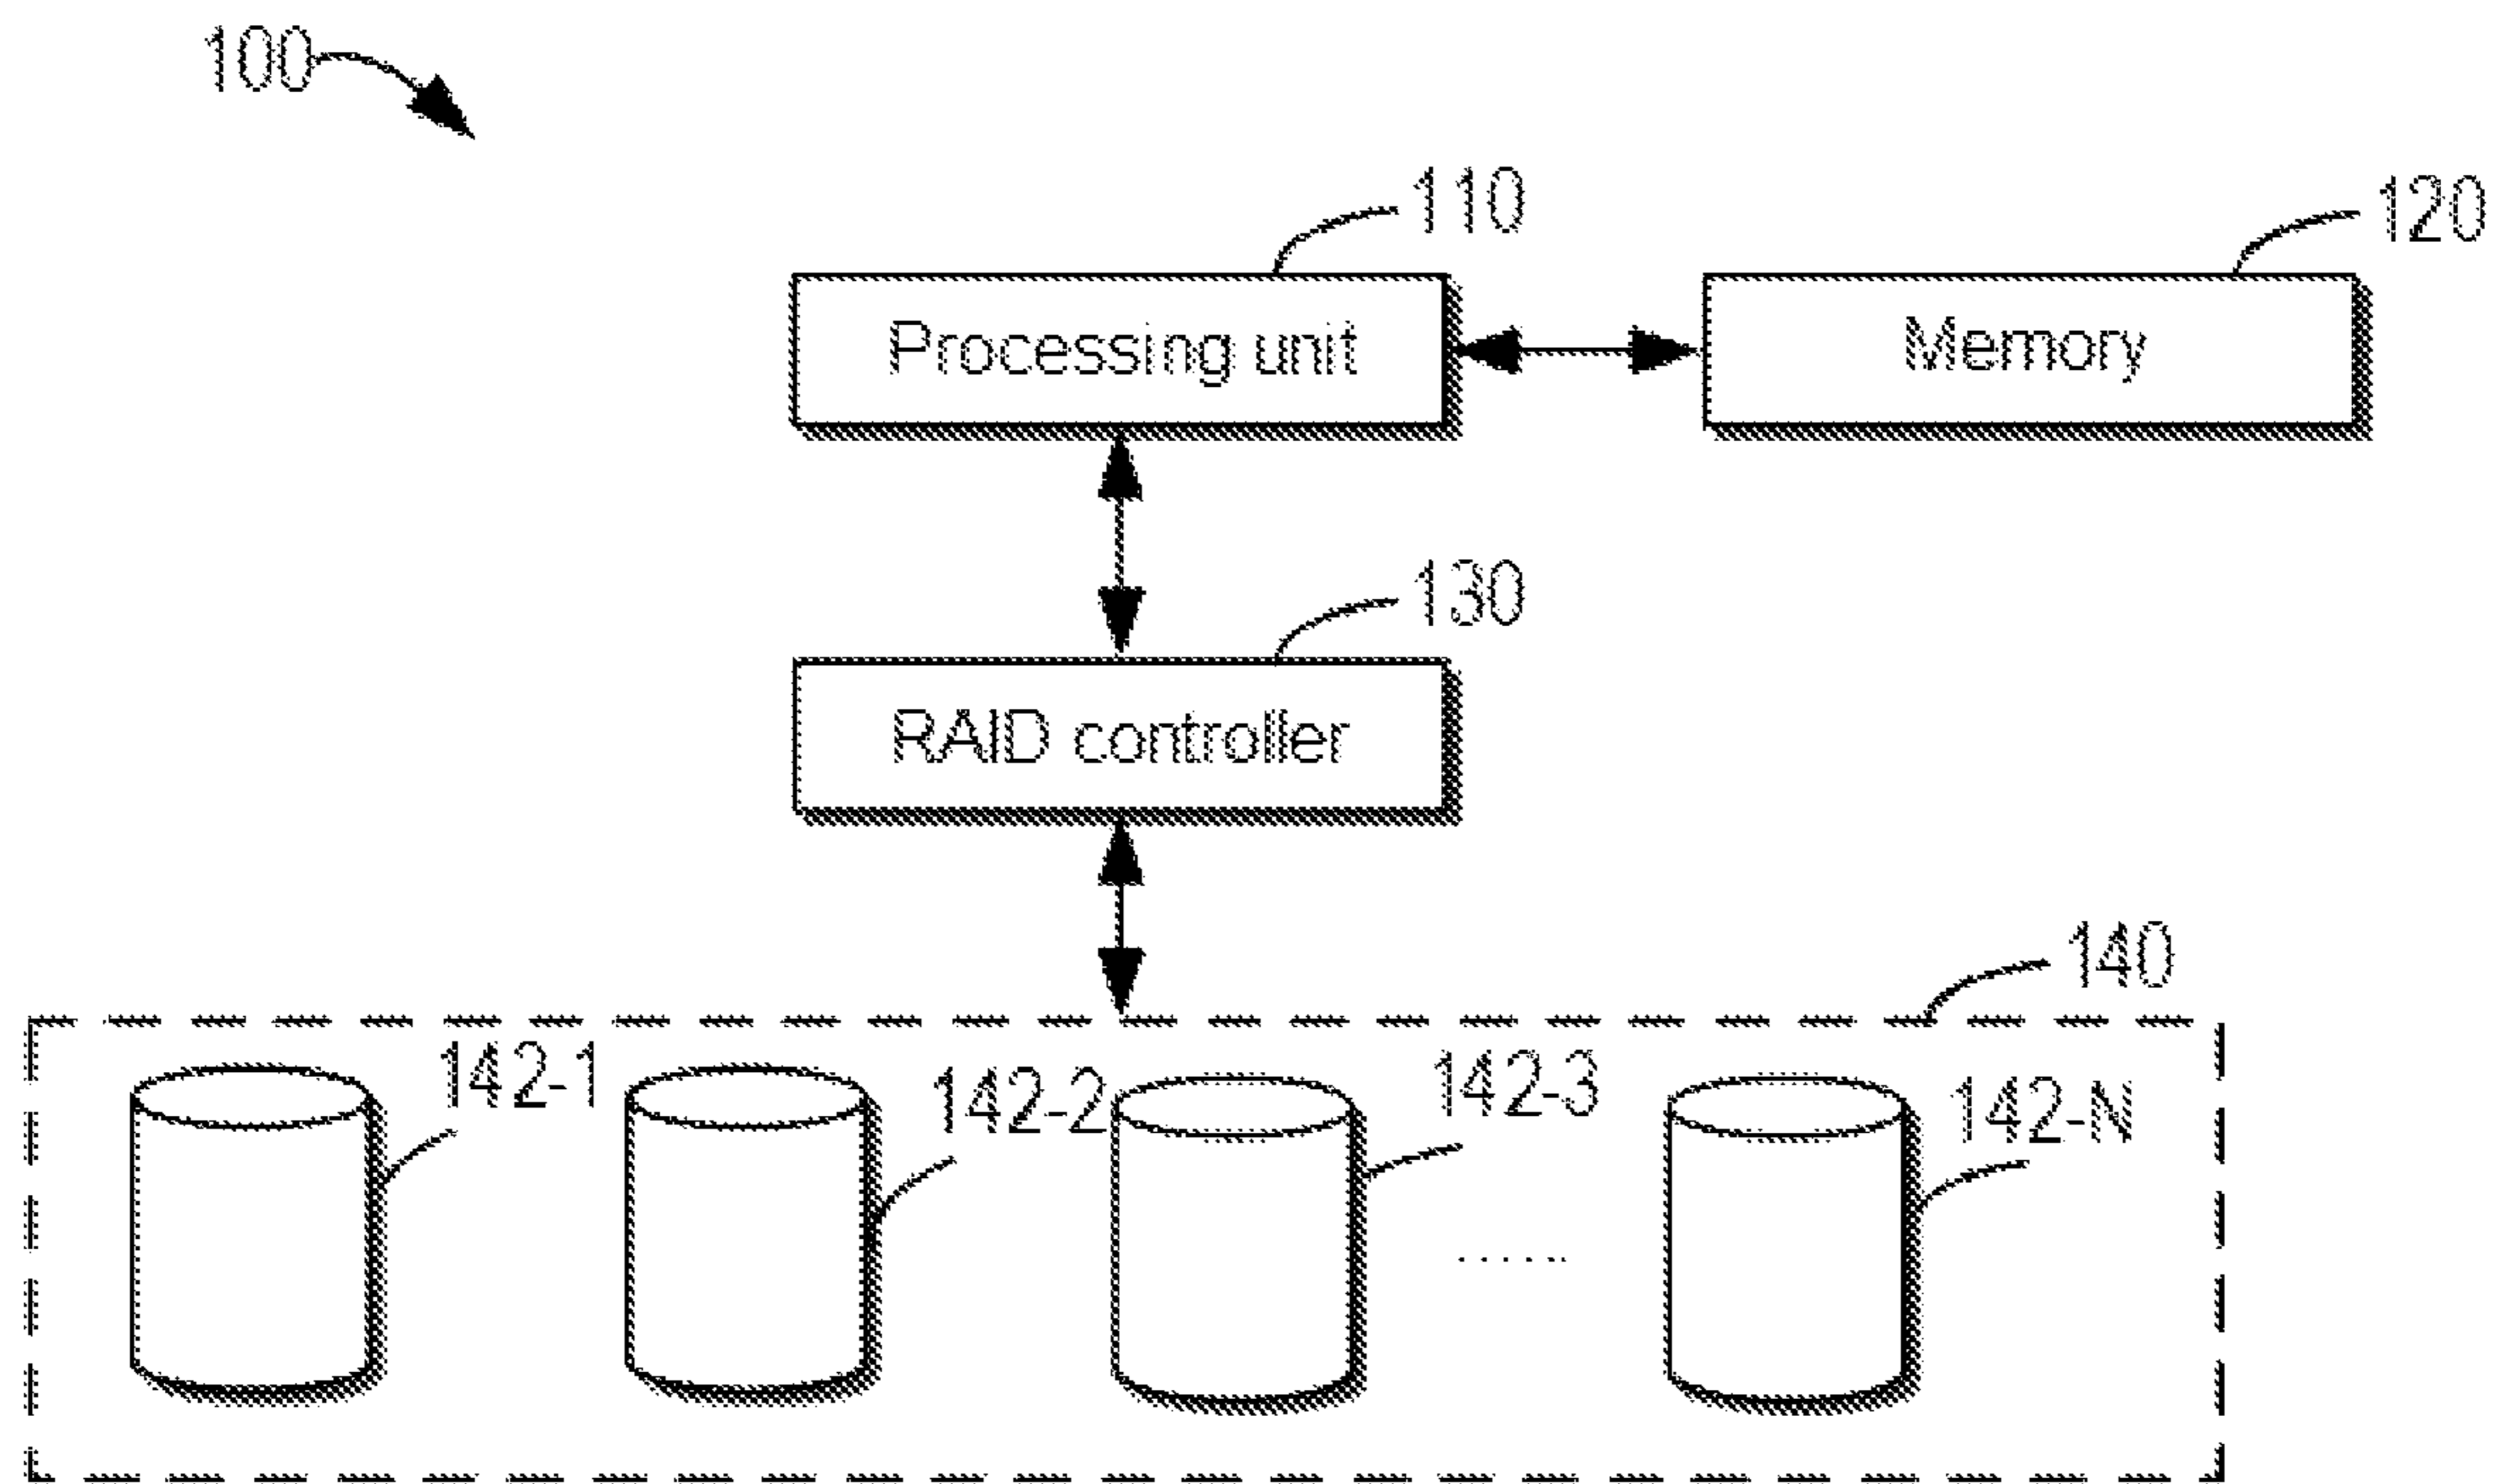 100
110
120
Processing unit
Memory
130
RAID controller
140
142-1
142-2
142-3
142-N
......